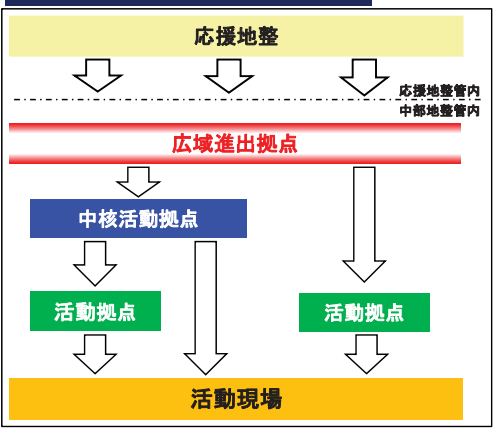 応援地整
応援地整管内
中部地整管内
広域進出拠点
中核活動拠点
活動拠点
活動拠点
活動現場